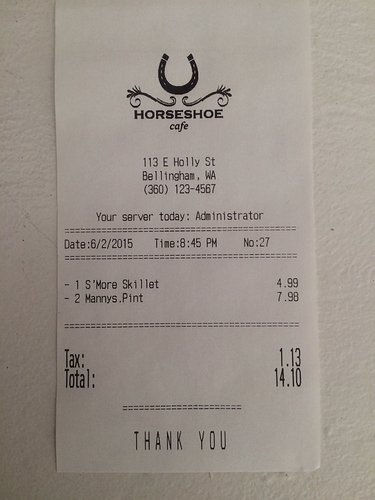 HORSESHOE
cafe
113 E Holly St
Bellingham, WA
(360) 123-4567
Your server today: Administrator
Date:6/2/2015 Time:8:45 PM No:27
- 1 S'More Skillet 4.99
- 2 Mannys.Pint 7.98
Tax: 1.13
Total: 14.10
THANK YOU